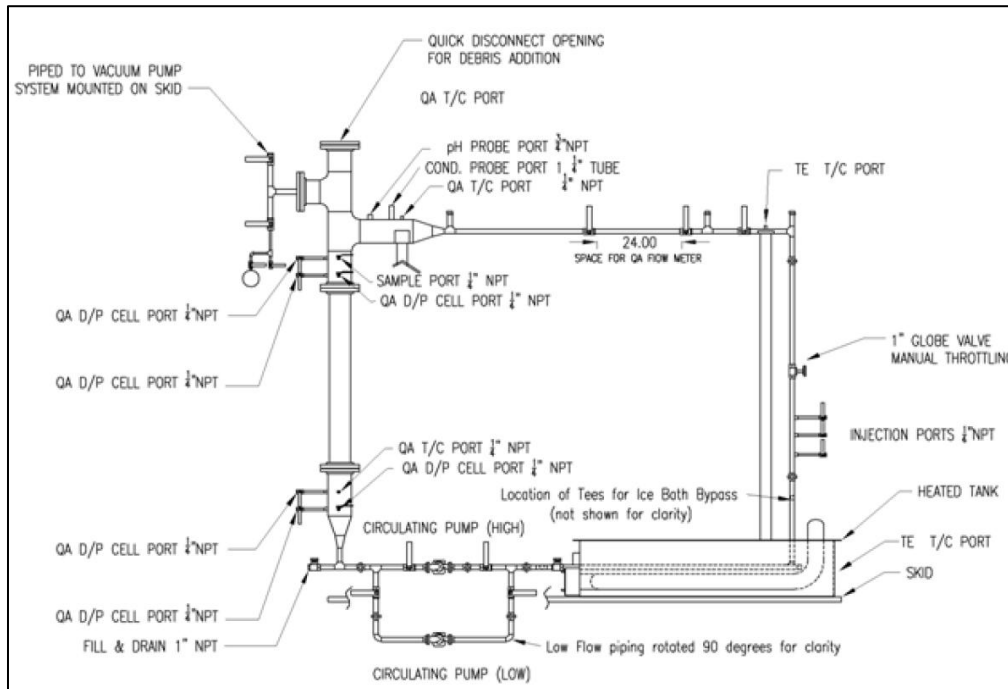 QUICK DISCONNECT OPENING
FOR DEBRIS ADDITION
PIPED TO VACUUM PUMP
SYSTEM MOUNTED ON SKID
QA T/C PORT
pH PROBE PORT ¾"NPT
COND. PROBE PORT 1 ¼" TUBE
QA T/C PORT ¼" NPT
TE T/C PORT
24.00
SPACE FOR QA FLOW METER
SAMPLE PORT ¼" NPT
QA D/P CELL PORT ¼" NPT
QA D/P CELL PORT ¼"NPT
1" GLOBE VALVE
MANUAL THROTTLING
QA D/P CELL PORT ¼"NPT
INJECTION PORTS ¼"NPT
QA T/C PORT ¼" NPT
QA D/P CELL PORT ¼" NPT
Location of Tees for Ice Bath Bypass
(not shown for clarity)
HEATED TANK
CIRCULATING PUMP (HIGH)
QA D/P CELL PORT ¼"NPT
TE T/C PORT
SKID
QA D/P CELL PORT ¼"NPT
FILL & DRAIN 1" NPT
Low Flow piping rotated 90 degrees for clarity
CIRCULATING PUMP (LOW)